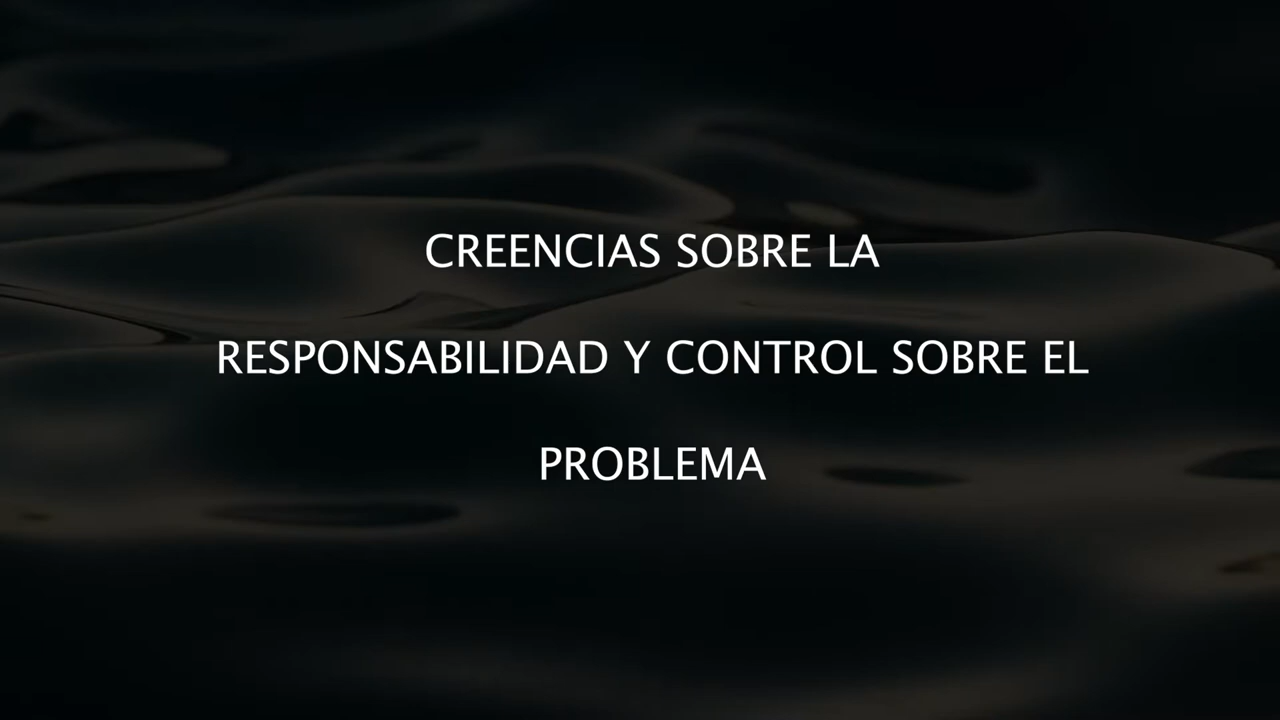 CREENCIAS SOBRE LA
RESPONSABILIDAD Y CONTROL SOBRE EL
PROBLEMA